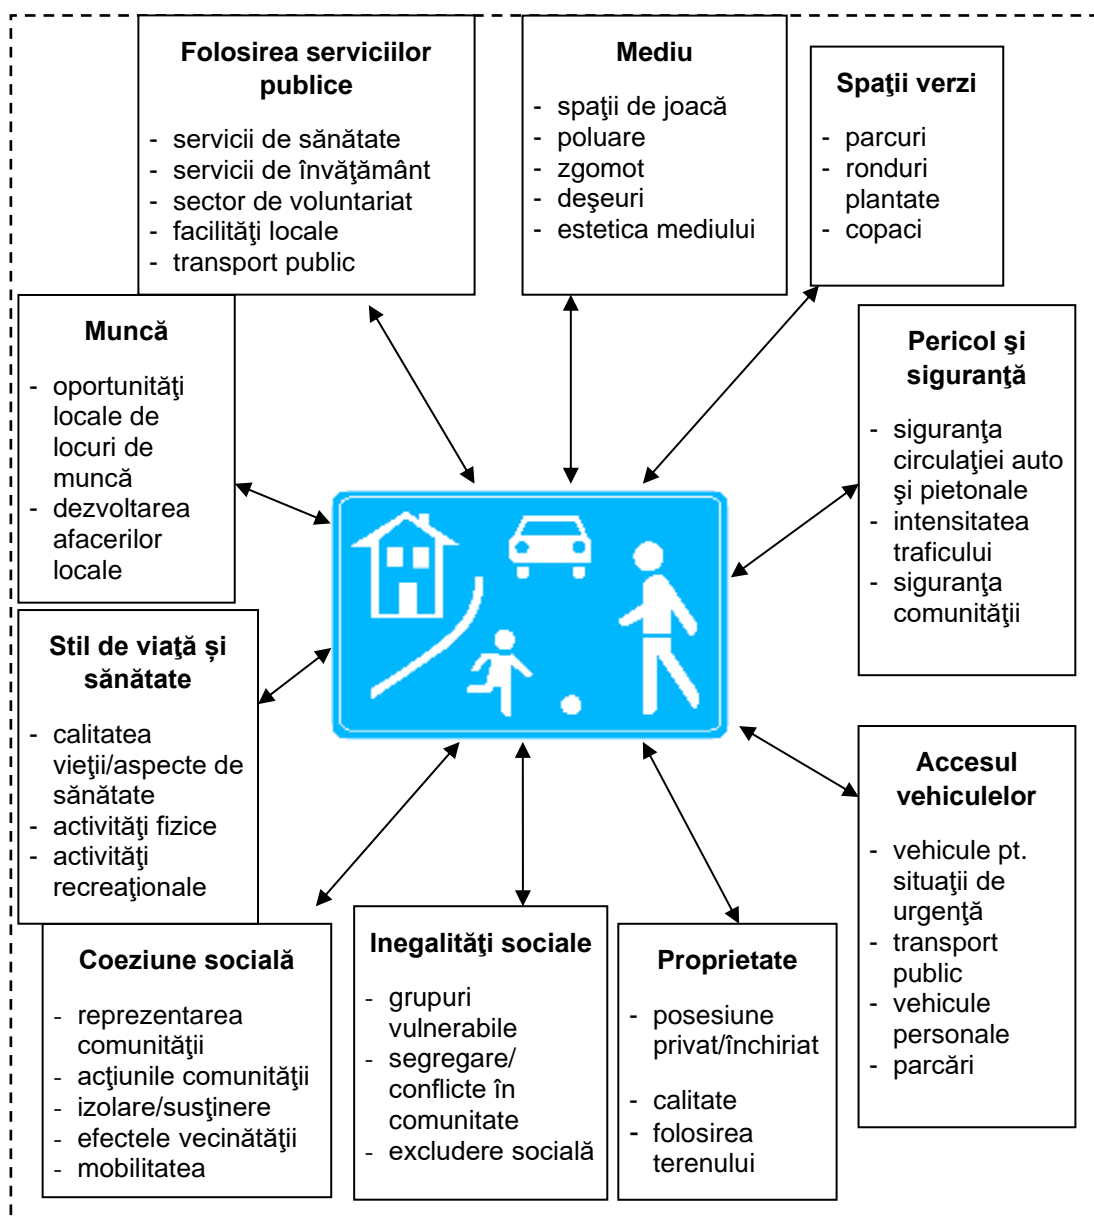 Folosirea serviciilor
publice
- servicii de sănătate
- servicii de învăţământ
- sector de voluntariat
- facilităţi locale
- transport public
Mediu
- spaţii de joacă
- poluare
- zgomot
- deşeuri
- estetica mediului
Spaţii verzi
- parcuri
- ronduri
plantate
- copaci
Muncă
- oportunităţi
locale de
locuri de
muncă
- dezvoltarea
afacerilor
locale
Pericol şi
siguranţă
- siguranţa
circulaţiei auto
şi pietonale
- intensitatea
traficului
- siguranţa
comunităţii
Stil de viaţă și
sănătate
- calitatea
vieţii/aspecte de
sănătate
- activităţi fizice
- activităţi
recreaţionale
Accesul
vehiculelor
- vehicule pt.
situaţii de
urgenţă
- transport
public
- vehicule
personale
- parcări
Coeziune socială
- reprezentarea
comunităţii
- acţiunile comunităţii
- izolare/susţinere
- efectele vecinătăţii
- mobilitatea
Inegalităţi sociale
- grupuri
vulnerabile
- segregare/
conflicte în
comunitate
- excludere socială
Proprietate
- posesiune
privat/închiriat
- calitate
- folosirea
terenului